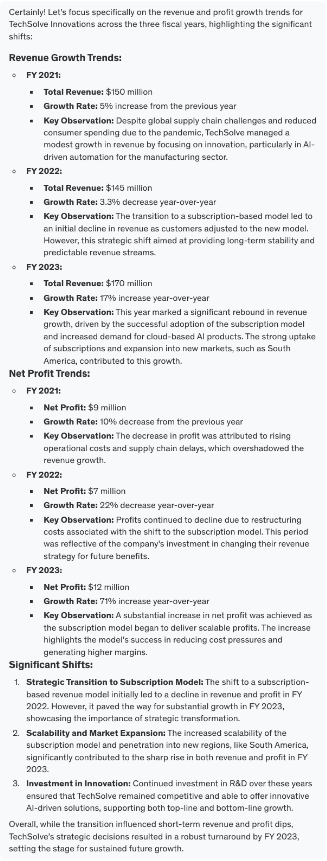 Certainly! Let's focus specifically on the revenue and profit growth trends for
TechSolve Innovations across the three fiscal years, highlighting the significant
shifts:
Revenue Growth Trends:
○ FY 2021:
▪ Total Revenue: $150 million
▪ Growth Rate: 5% increase from the previous year
▪ Key Observation: Despite global supply chain challenges and reduced
consumer spending due to the pandemic, TechSolve managed a
modest growth in revenue by focusing on innovation, particularly in AI-
driven automation for the manufacturing sector.
○ FY 2022:
▪ Total Revenue: $145 million
▪ Growth Rate: 3.3% decrease year-over-year
▪ Key Observation: The transition to a subscription-based model led to
an initial decline in revenue as customers adjusted to the new model.
However, this strategic shift aimed at providing long-term stability and
predictable revenue streams.
○ FY 2023:
▪ Total Revenue: $170 million
▪ Growth Rate: 17% increase year-over-year
▪ Key Observation: This year marked a significant rebound in revenue
growth, driven by the successful adoption of the subscription model
and increased demand for cloud-based AI products. The strong uptake
of subscriptions and expansion into new markets, such as South
America, contributed to this growth.
Net Profit Trends:
○ FY 2021:
▪ Net Profit: $9 million
▪ Growth Rate: 10% decrease from the previous year
▪ Key Observation: The decrease in profit was attributed to rising
operational costs and supply chain delays, which overshadowed the
revenue growth.
○ FY 2022:
▪ Net Profit: $7 million
▪ Growth Rate: 22% decrease year-over-year
▪ Key Observation: Profits continued to decline due to restructuring
costs associated with the shift to the subscription model. This period
was reflective of the company's investment in changing their revenue
strategy for future benefits.
○ FY 2023:
▪ Net Profit: $12 million
▪ Growth Rate: 71% increase year-over-year
▪ Key Observation: A substantial increase in net profit was achieved as
the subscription model began to deliver scalable profits. The increase
highlights the model's success in reducing cost pressures and
generating higher margins.
Significant Shifts:
1. Strategic Transition to Subscription Model: The shift to a subscription-
based revenue model initially led to a decline in revenue and profit in FY
2022. However, it paved the way for substantial growth in FY 2023,
showcasing the importance of strategic transformation.
2. Scalability and Market Expansion: The increased scalability of the
subscription model and penetration into new regions, like South America,
significantly contributed to the sharp rise in both revenue and profit in FY
2023.
3. Investment in Innovation: Continued investment in R&D over these years
ensured that TechSolve remained competitive and able to offer innovative
AI-driven solutions, supporting both top-line and bottom-line growth.
Overall, while the transition influenced short-term revenue and profit dips,
TechSolve's strategic decisions resulted in a robust turnaround by FY 2023,
setting the stage for sustained future growth.